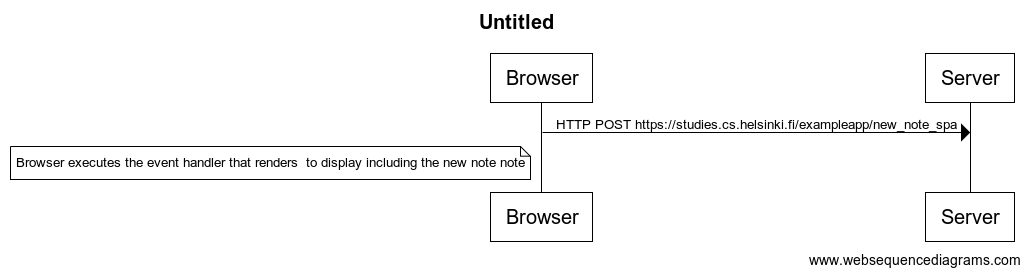 Untitled
Browser Server
HTTP POST https://studies.cs.helsinki.fi/exampleapp/new_note_spa
Browser executes the event handler that renders  to display including the new note note
Browser Server
www.websequencediagrams.com